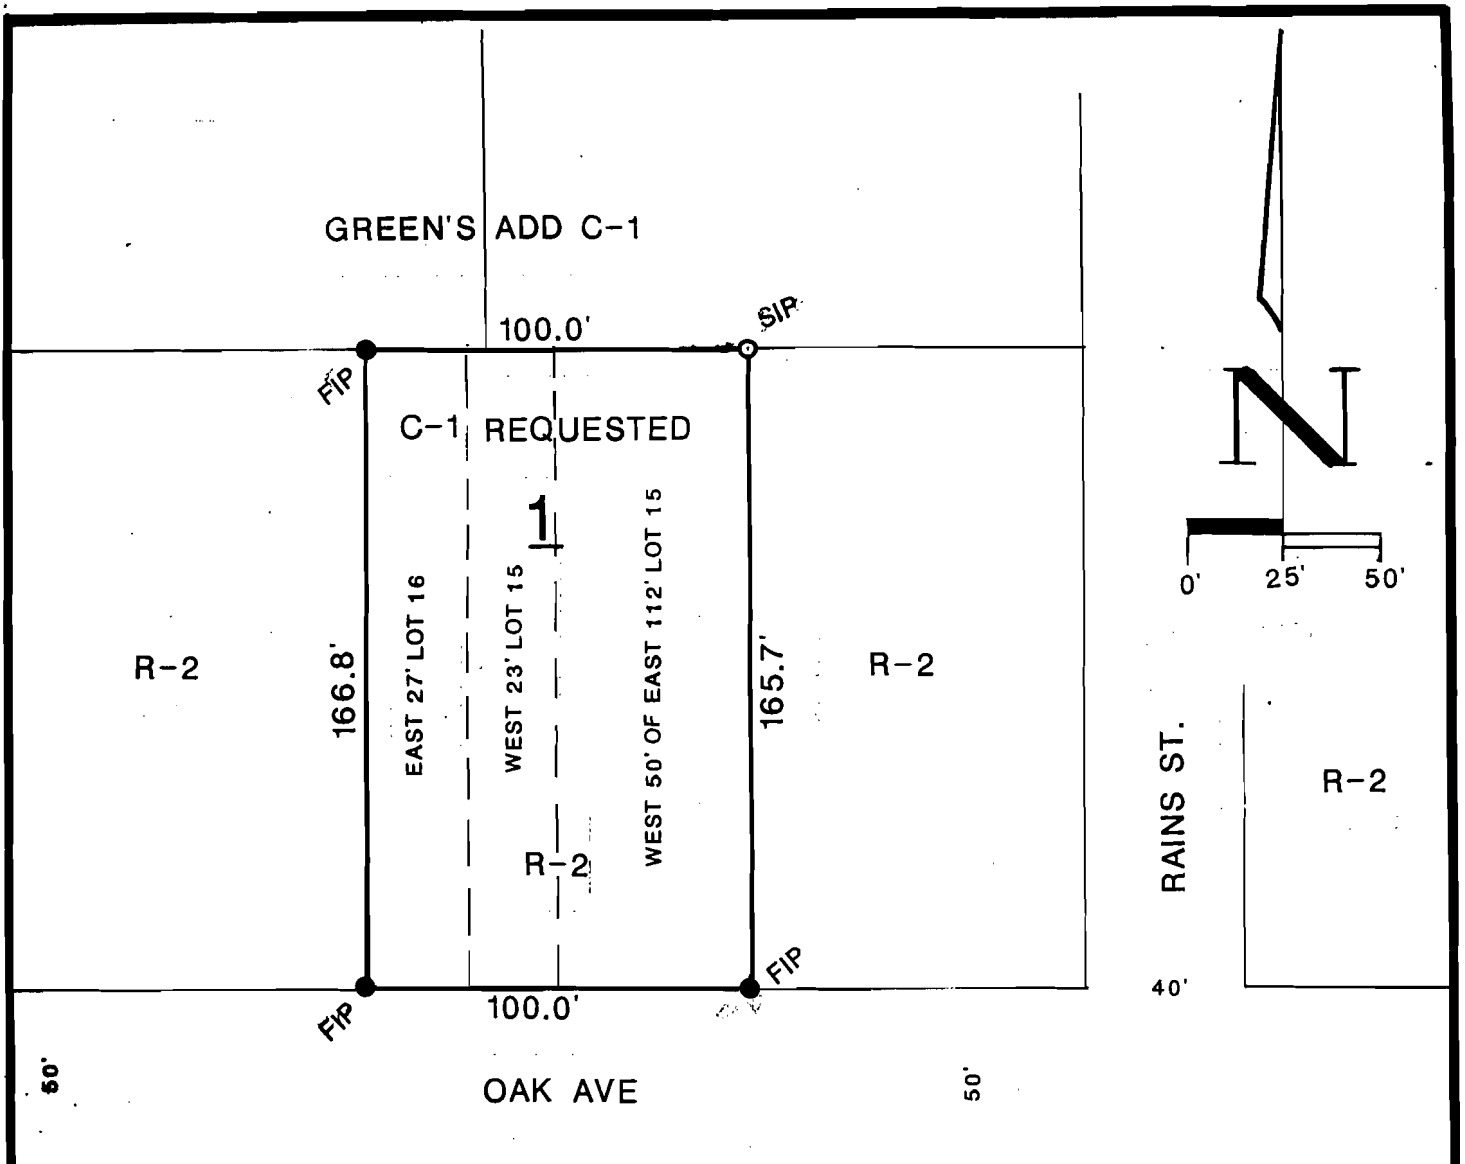 GREEN'S ADD C-1
100.0'
SIP
FIP
C-1 REQUESTED
N
1
0' 25' 50'
EAST 27' LOT 16
WEST 23' LOT 15
WEST 50' OF EAST 112' LOT 15
166.8'
165.7'
R-2
R-2
R-2
R-2
RAINS ST.
FIP
FIP
100.0'
40'
50'
OAK AVE
50'